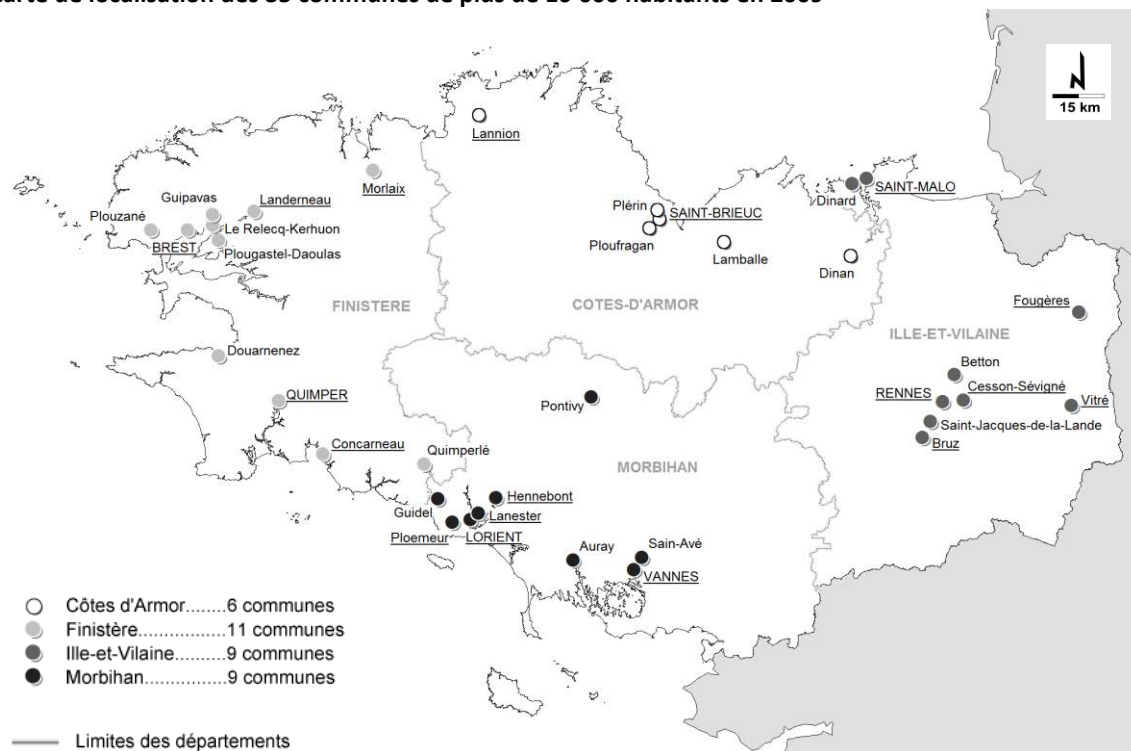 carte de localisation des 35 communes de plus de 10 000 habitants en 2009
15 km
Lannion
Morlaix
SAINT-MALO
Dinard
Guipavas
Landerneau
Plouzané
Plérin
SAINT-BRIEUC
Le Relecq-Kerhuon
Ploufragan
BREST
Plougastel-Daoulas
Lamballe
Dinan
FINISTERE
COTES-D'ARMOR
Fougères
ILLE-ET-VILAINE
Douarnenez
Betton
Cesson-Sévigné
QUIMPER
RENNES
Vitré
Pontivy
Saint-Jacques-de-la-Lande
Bruz
Concarneau
Quimperlé
MORBIHAN
Hennebont
Guidel
Lanester
Ploemeur
LORIENT
Auray
Sain-Avé
VANNES
Côtes d'Armor.......6 communes
Finistère.................11 communes
Ille-et-Vilaine.........9 communes
Morbihan................9 communes
Limites des départements